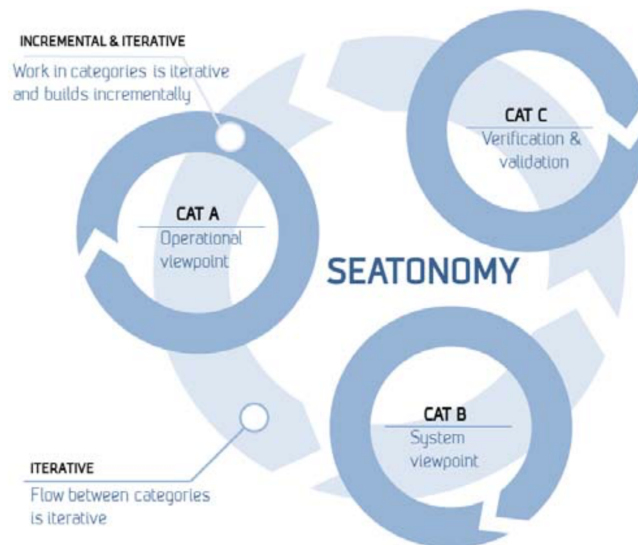 INCREMENTAL & ITERATIVE
Work in categories is iterative
and builds incrementally
CAT C
Verification &
validation
CAT A
Operational
viewpoint
SEATONOMY
CAT B
System
viewpoint
ITERATIVE
Flow between categories
is iterative